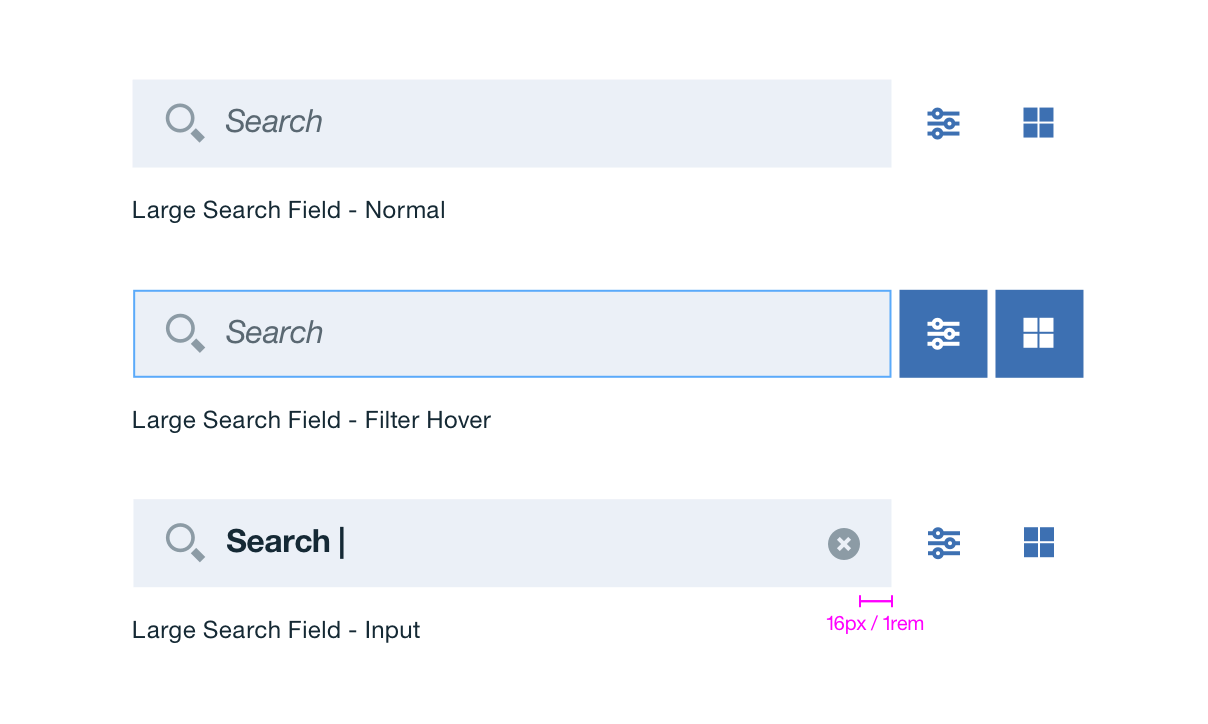 Search
Large Search Field - Normal
Search
Large Search Field - Filter Hover
Search |
Large Search Field - Input
16px / 1rem